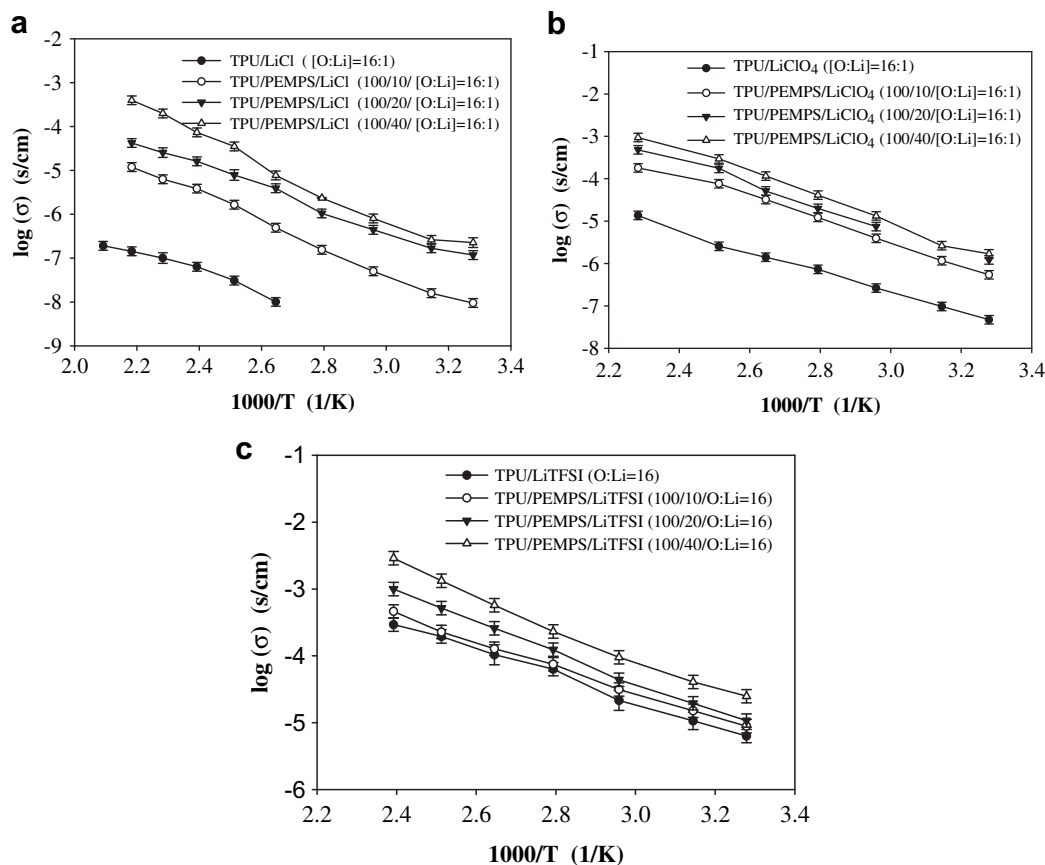 a
-2
-3
-4
-5
-6
-7
-8
-9
log (σ) (s/cm)
TPU/LiCl ( [O:Li]=16:1)
TPU/PEMPS/LiCl (100/10/ [O:Li]=16:1)
TPU/PEMPS/LiCl (100/20/ [O:Li]=16:1)
TPU/PEMPS/LiCl (100/40/ [O:Li]=16:1)
2.0 2.2 2.4 2.6 2.8 3.0 3.2 3.4
1000/T (1/K)
b
-1
-2
-3
-4
-5
-6
-7
-8
log (σ) (s/cm)
TPU/LiClO4 ([O:Li]=16:1)
TPU/PEMPS/LiClO4 (100/10/[O:Li]=16:1)
TPU/PEMPS/LiClO4 (100/20/[O:Li]=16:1)
TPU/PEMPS/LiClO4 (100/40/[O:Li]=16:1)
2.2 2.4 2.6 2.8 3.0 3.2 3.4
1000/T (1/K)
c
-1
-2
-3
-4
-5
-6
log (σ) (s/cm)
TPU/LiTFSI (O:Li=16)
TPU/PEMPS/LiTFSI (100/10/O:Li=16)
TPU/PEMPS/LiTFSI (100/20/O:Li=16)
TPU/PEMPS/LiTFSI (100/40/O:Li=16)
2.2 2.4 2.6 2.8 3.0 3.2 3.4
1000/T (1/K)